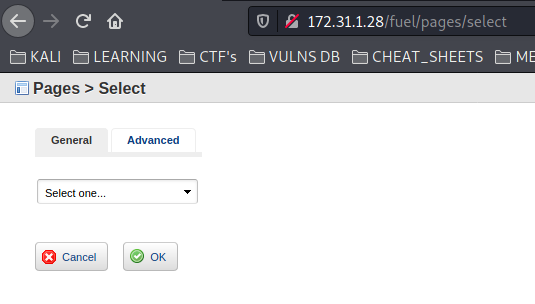 172.31.1.28/fuel/pages/select
KALI LEARNING CTF's VULNS DB CHEAT_SHEETS ME
Pages > Select
General Advanced
Select one...
Cancel OK